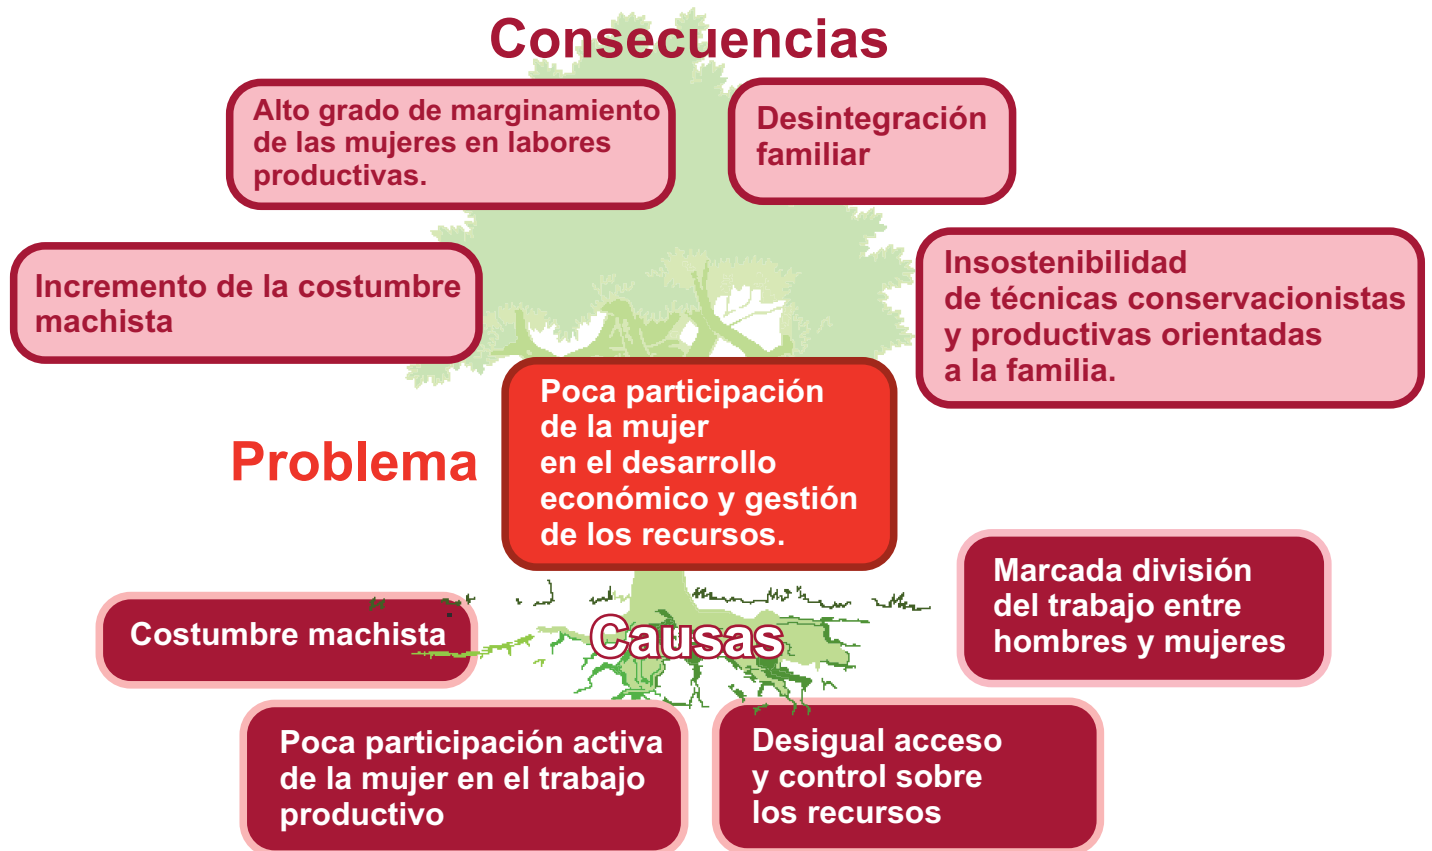 Consecuencias
Alto grado de marginamiento
de las mujeres en labores
productivas.
Desintegración
familiar
Incremento de la costumbre
machista
Insostenibilidad
de técnicas conservacionistas
y productivas orientadas
a la familia.
Problema
Poca participación
de la mujer
en el desarrollo
económico y gestión
de los recursos.
Causas
Costumbre machista
Marcada división
del trabajo entre
hombres y mujeres
Poca participación activa
de la mujer en el trabajo
productivo
Desigual acceso
y control sobre
los recursos